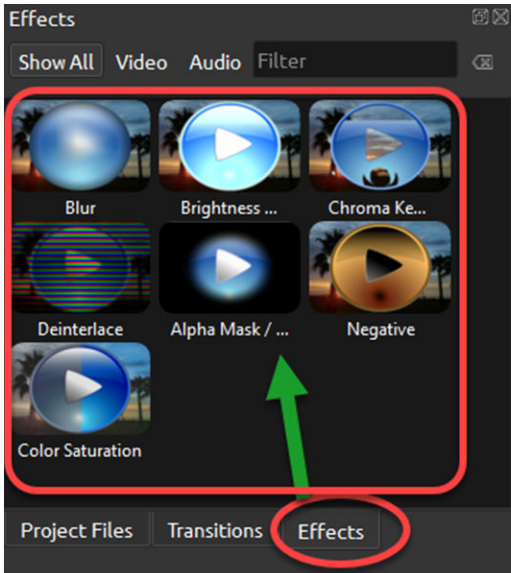 Effects
Show All Video Audio Filter
Blur Brightness ... Chroma Ke...
Deinterlace Alpha Mask / ... Negative
Color Saturation
Project Files Transitions Effects